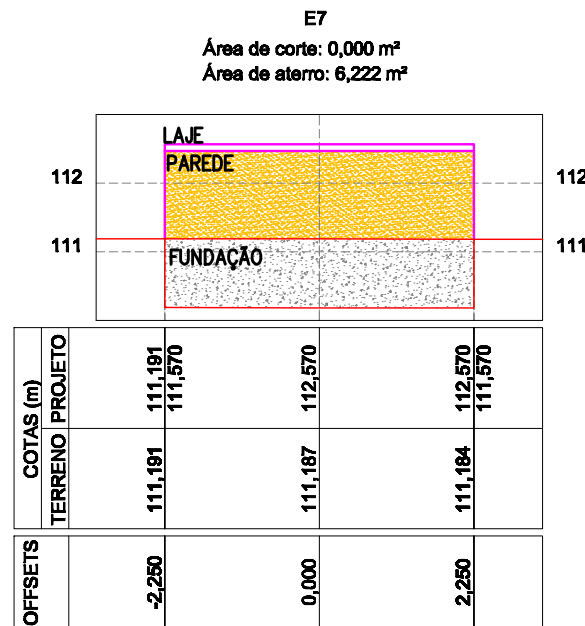 E7
Área de corte: 0,000 m²
Área de aterro: 6,222 m²
LAJE
PAREDE
112
112
111
111
FUNDAÇÃO
COTAS (m)
PROJETO
111,191
111,570
112,570
112,570
111,570
TERRENO
111,191
111,187
111,184
OFFSETS
-2,250
0,000
2,250